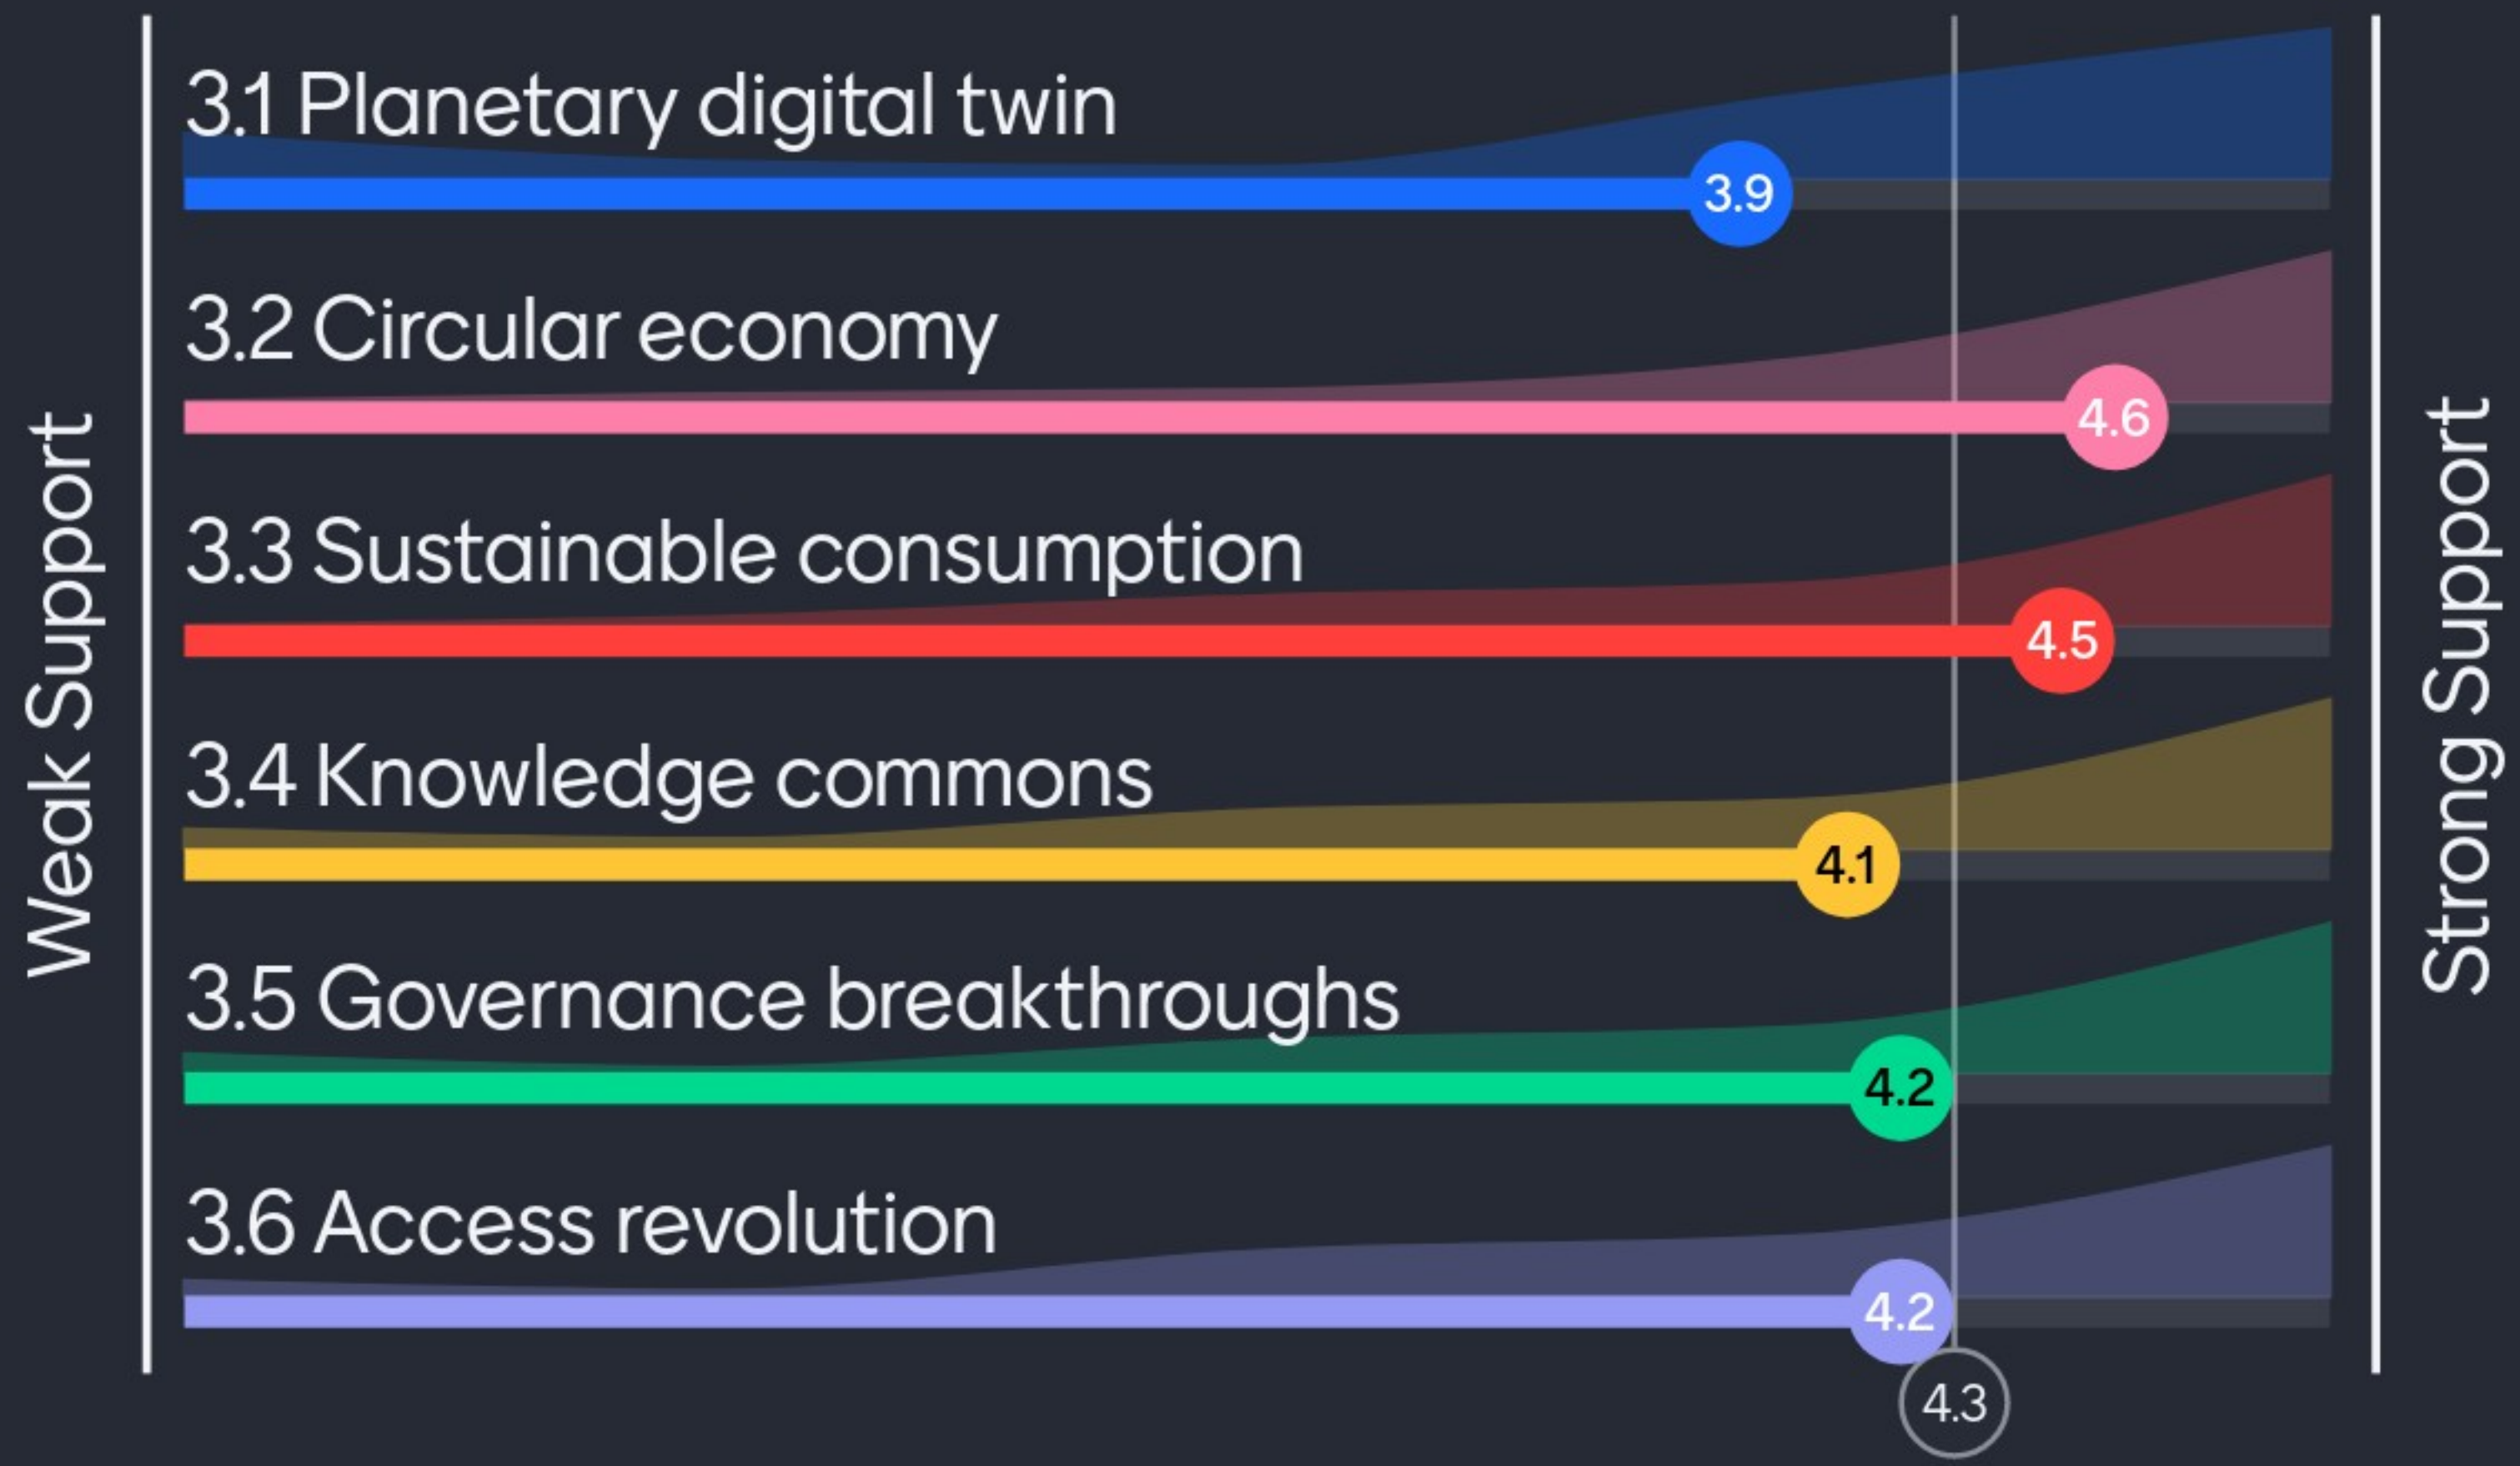 Weak Support
3.1 Planetary digital twin
3.9
3.2 Circular economy
4.6
3.3 Sustainable consumption
4.5
3.4 Knowledge commons
4.1
3.5 Governance breakthroughs
4.2
3.6 Access revolution
4.2
4.3
Strong Support